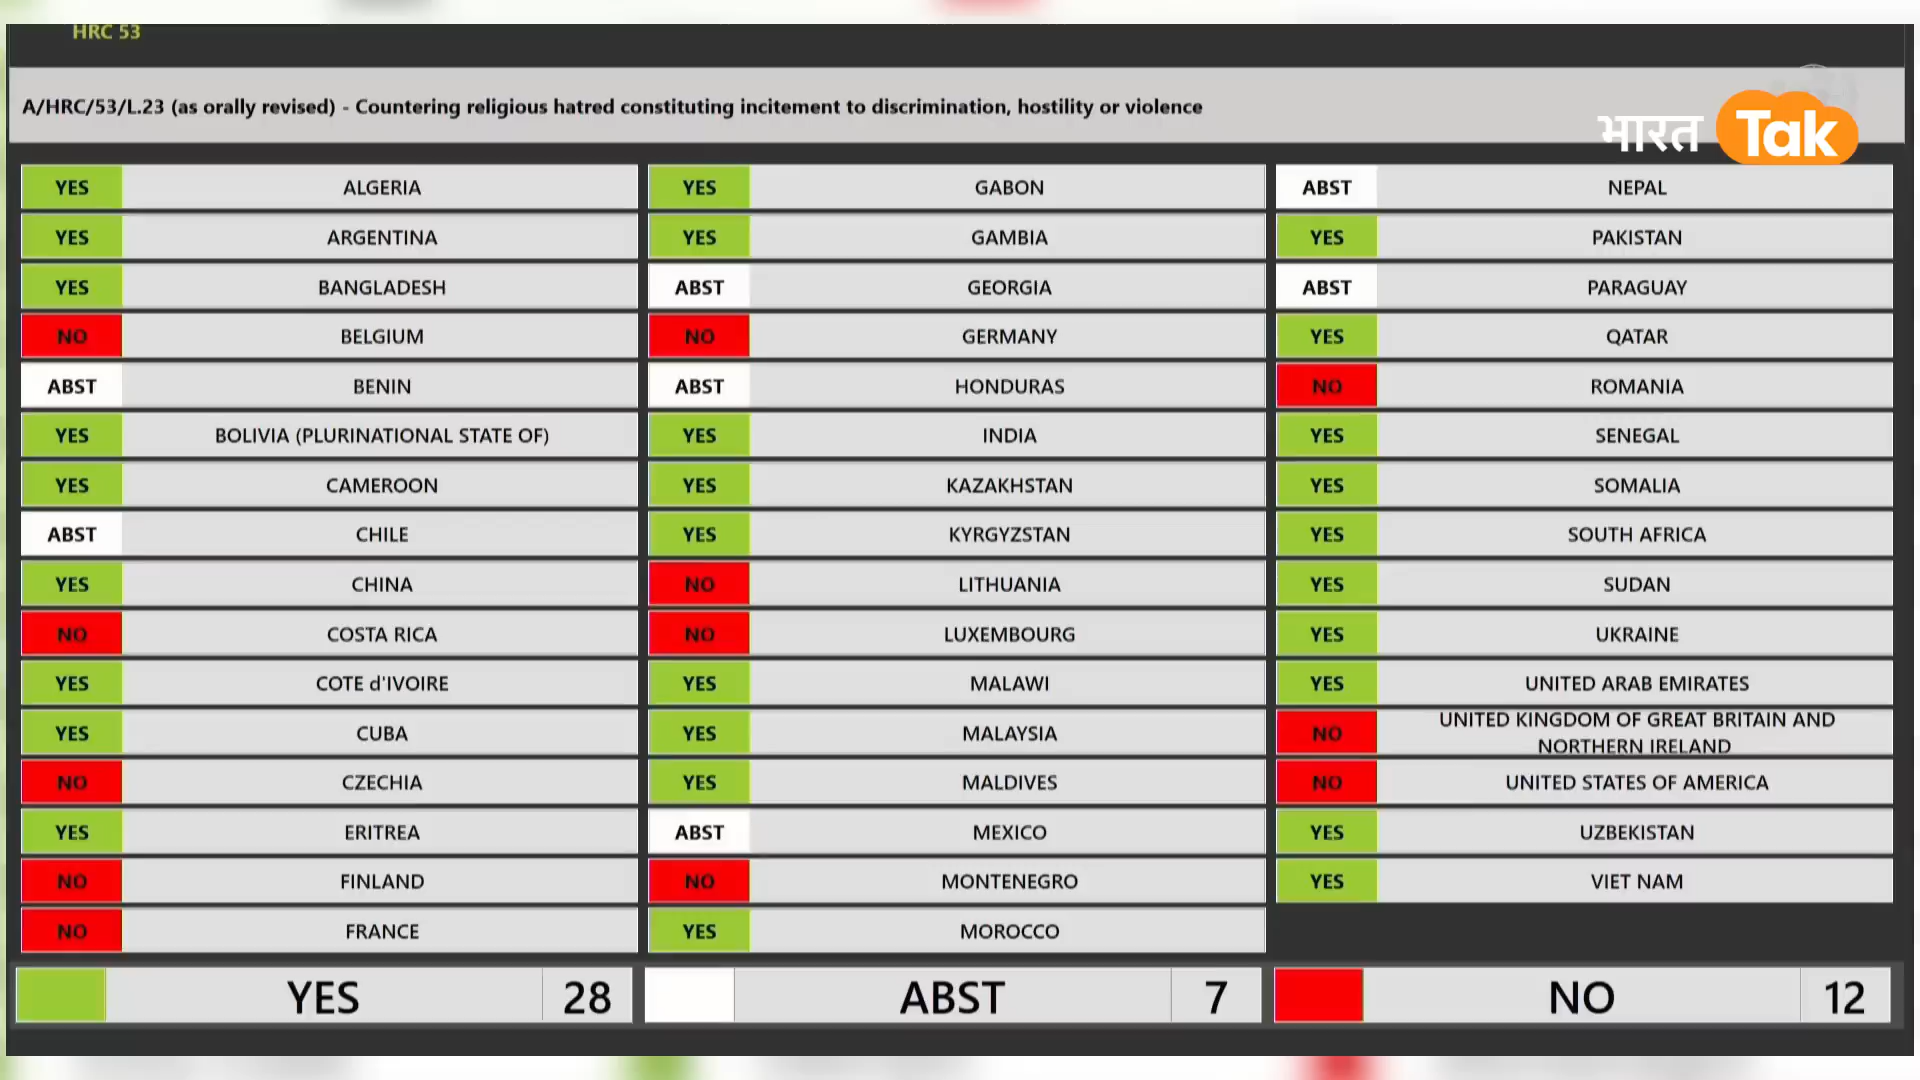 HRC 53
A/HRC/53/L.23 (as orally revised) - Countering religious hatred constituting incitement to discrimination, hostility or violence
भारत Tak
YES ALGERIA
YES ARGENTINA
YES BANGLADESH
NO BELGIUM
ABST BENIN
YES BOLIVIA (PLURINATIONAL STATE OF)
YES CAMEROON
ABST CHILE
YES CHINA
NO COSTA RICA
YES COTE d'IVOIRE
YES CUBA
NO CZECHIA
YES ERITREA
NO FINLAND
NO FRANCE
YES GABON
YES GAMBIA
ABST GEORGIA
NO GERMANY
ABST HONDURAS
YES INDIA
YES KAZAKHSTAN
YES KYRGYZSTAN
NO LITHUANIA
NO LUXEMBOURG
YES MALAWI
YES MALAYSIA
YES MALDIVES
ABST MEXICO
NO MONTENEGRO
YES MOROCCO
ABST NEPAL
YES PAKISTAN
ABST PARAGUAY
YES QATAR
NO ROMANIA
YES SENEGAL
YES SOMALIA
YES SOUTH AFRICA
YES SUDAN
YES UKRAINE
YES UNITED ARAB EMIRATES
NO UNITED KINGDOM OF GREAT BRITAIN AND
NORTHERN IRELAND
NO UNITED STATES OF AMERICA
YES UZBEKISTAN
YES VIET NAM
YES 28
ABST 7
NO 12